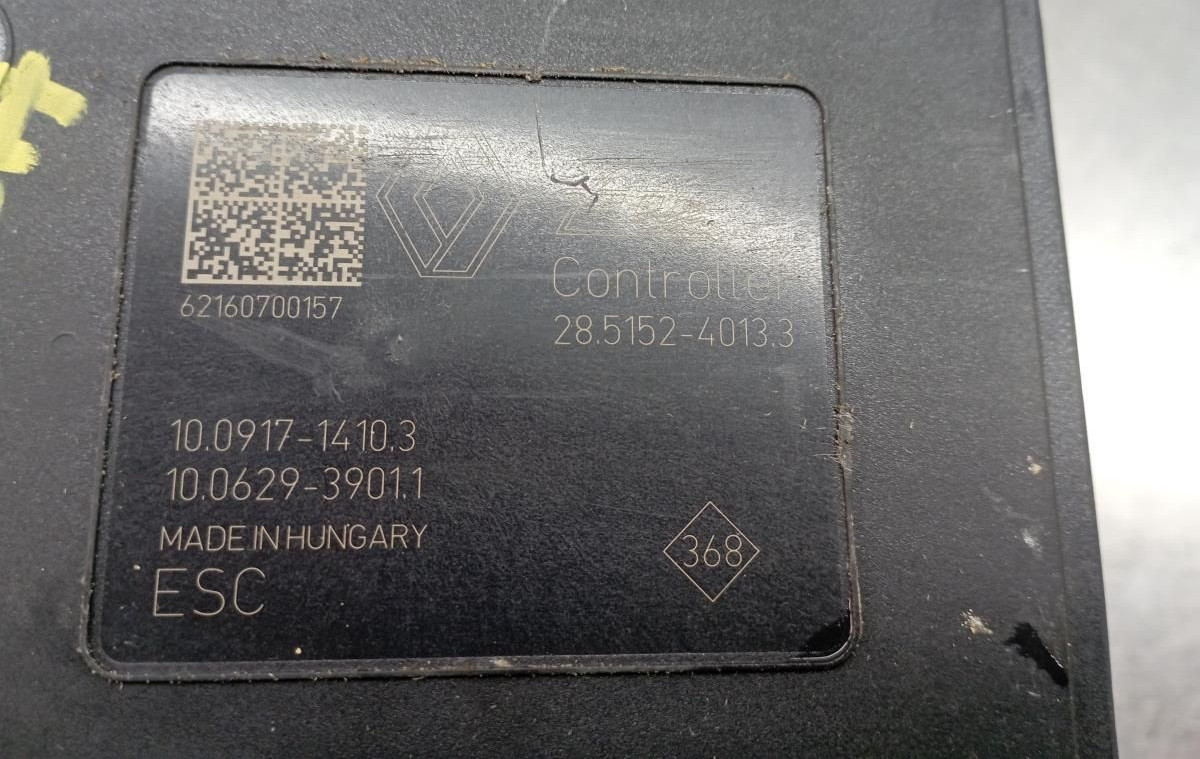 62160700157
Controller
28.5152-4013.3
10.0917-1410.3
10.0629-3901.1
MADE IN HUNGARY
ESC
368